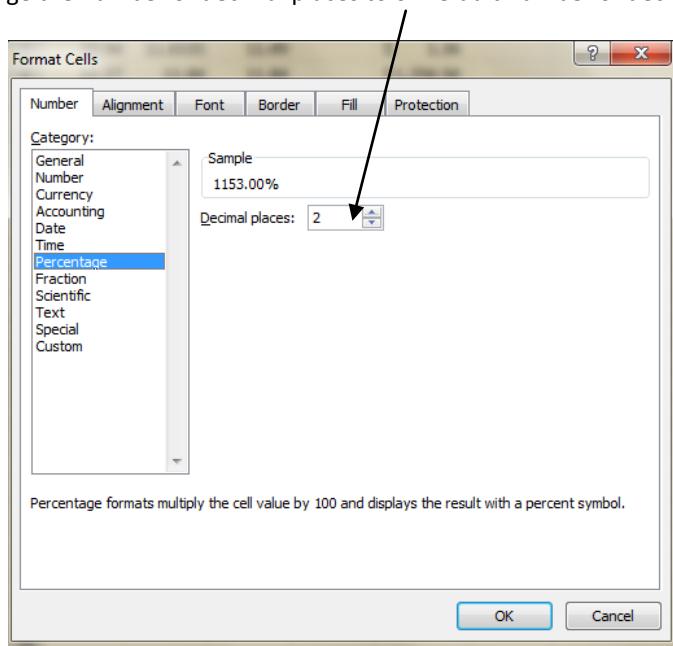 Format Cells
Number Alignment Font Border Fill Protection
Category:
General
Number
Currency
Accounting
Date
Time
Percentage
Fraction
Scientific
Text
Special
Custom
Sample
1153.00%
Decimal places: 2
Percentage formats multiply the cell value by 100 and displays the result with a percent symbol.
OK Cancel